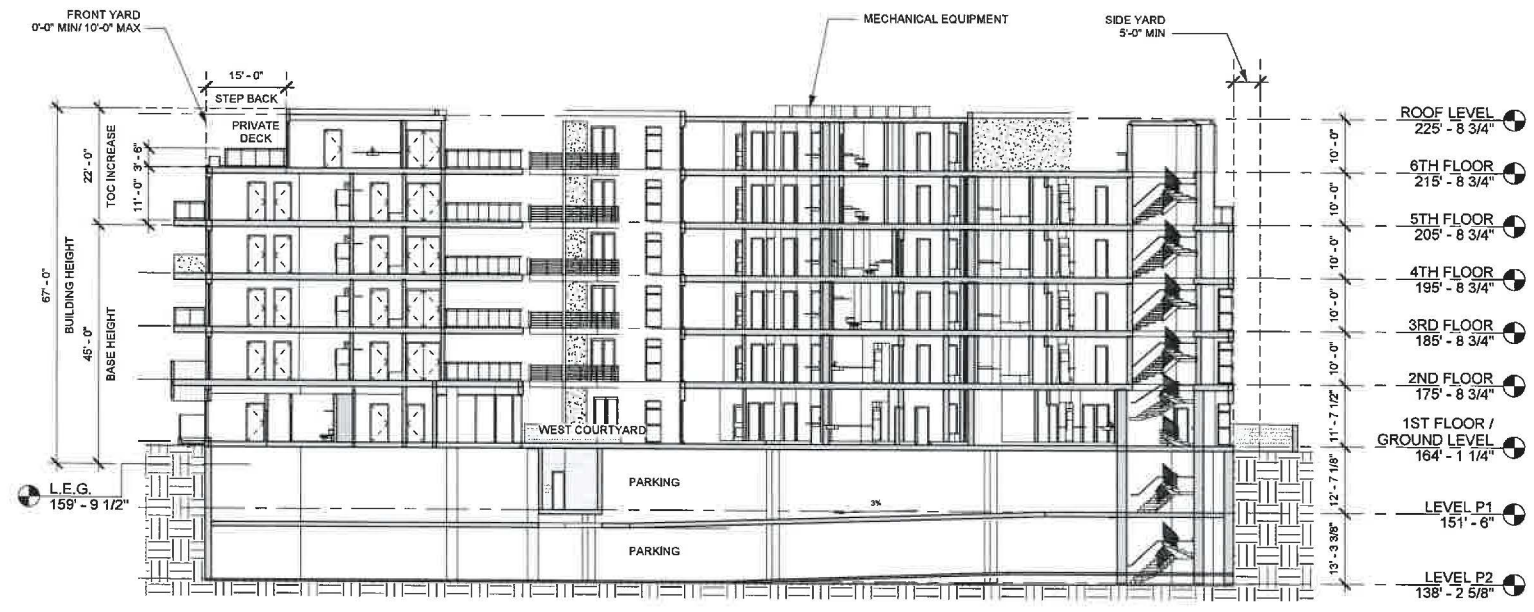 FRONT YARD
0'-0" MIN/ 10'-0" MAX
MECHANICAL EQUIPMENT
SIDE YARD
5'-0" MIN
15' - 0"
STEP BACK
PRIVATE
DECK
3' - 6"
22' - 0"
TOC INCREASE
11' - 0"
67' - 0"
BUILDING HEIGHT
45' - 0"
BASE HEIGHT
L.E.G.
159' - 9 1/2"
WEST COURTYARD
PARKING
3%
PARKING
10' - 0"
10' - 0"
10' - 0"
10' - 0"
10' - 0"
11' - 7 1/2"
12' - 7 1/8"
13' - 3 3/8"
ROOF LEVEL
225' - 8 3/4"
6TH FLOOR
215' - 8 3/4"
5TH FLOOR
205' - 8 3/4"
4TH FLOOR
195' - 8 3/4"
3RD FLOOR
185' - 8 3/4"
2ND FLOOR
175' - 8 3/4"
1ST FLOOR /
GROUND LEVEL
164' - 1 1/4"
LEVEL P1
151' - 6"
LEVEL P2
138' - 2 5/8"